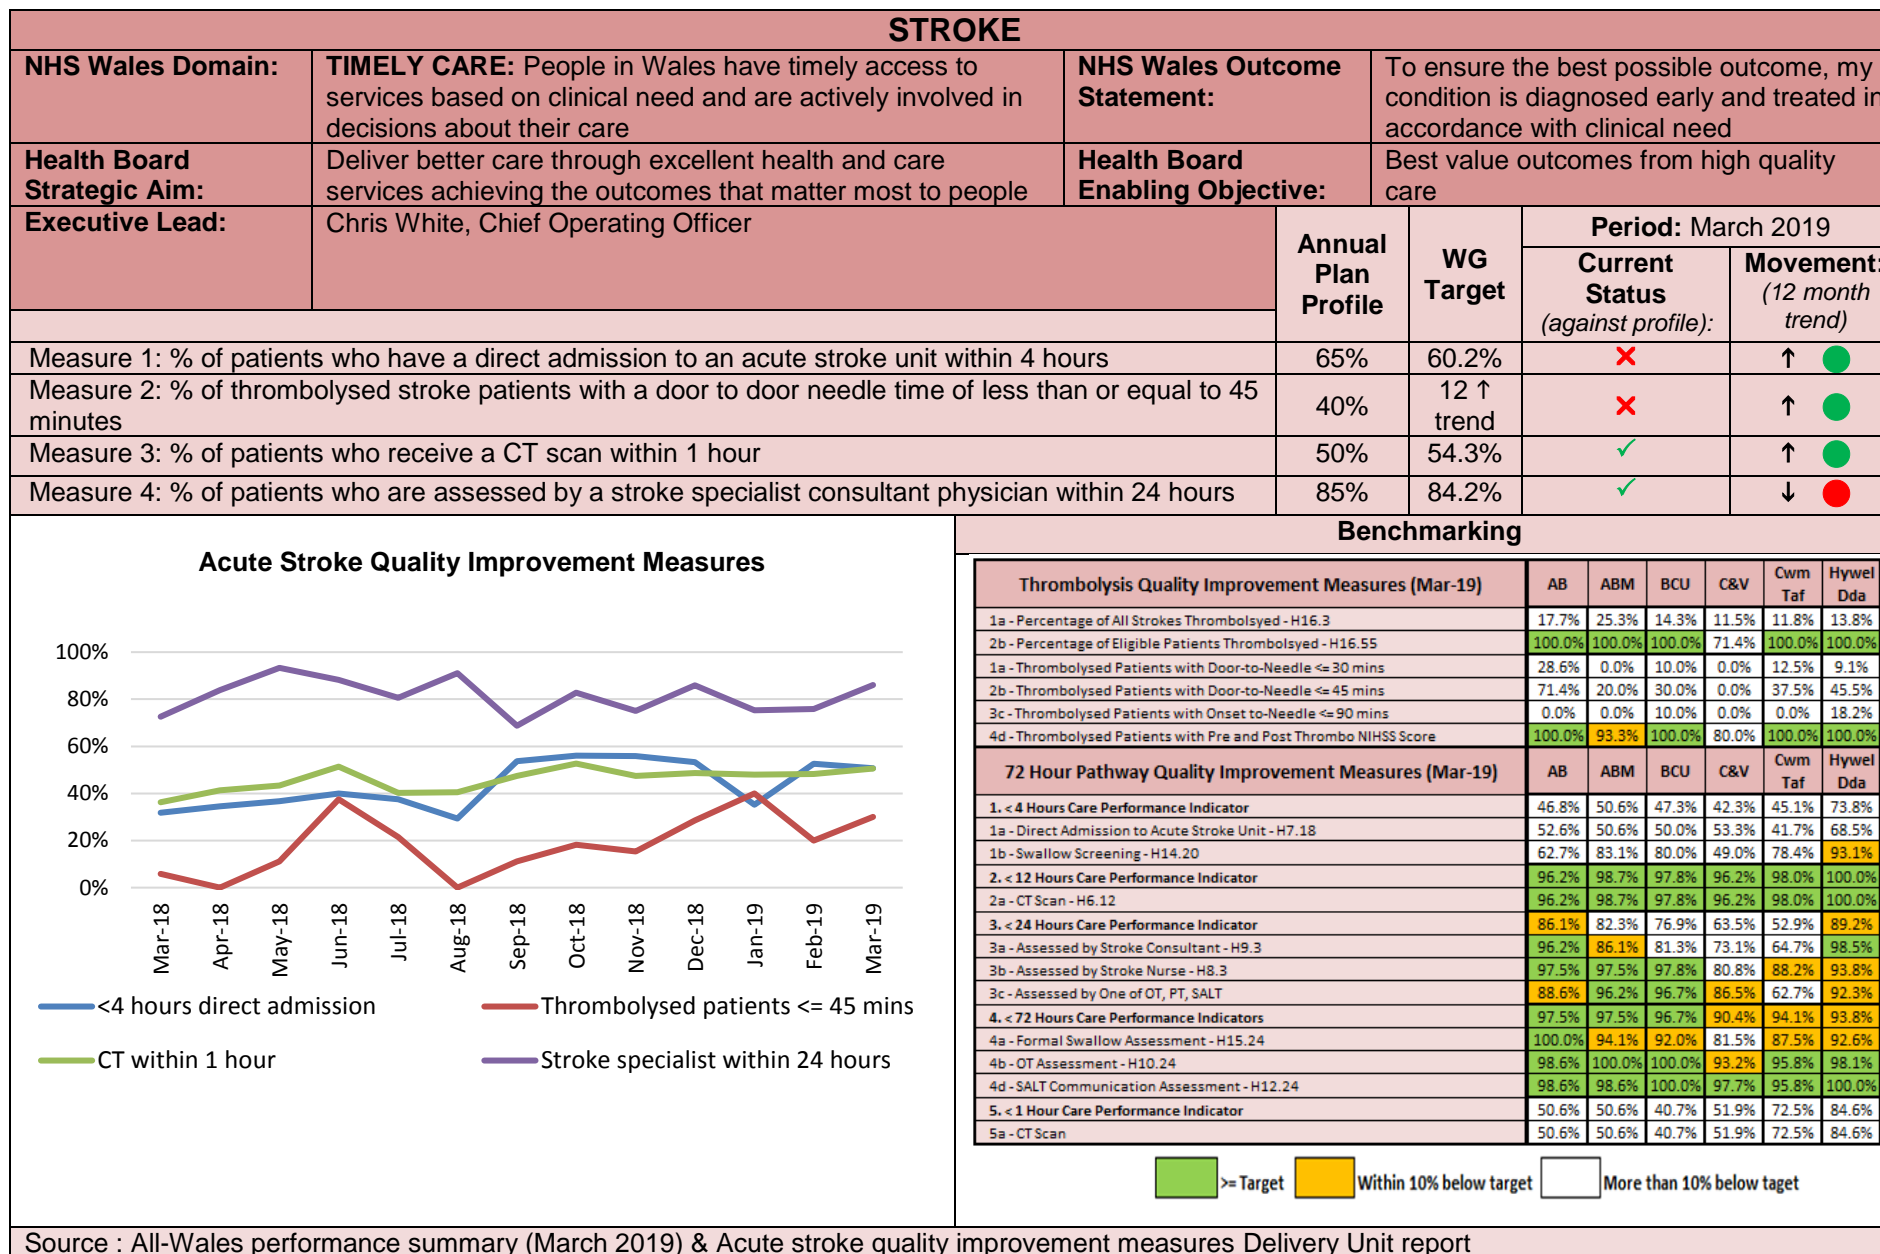 STROKE
NHS Wales Domain:
TIMELY CARE: People in Wales have timely access to
services based on clinical need and are actively involved in
decisions about their care
NHS Wales Outcome
Statement:
To ensure the best possible outcome, my
condition is diagnosed early and treated in
accordance with clinical need
Health Board
Strategic Aim:
Deliver better care through excellent health and care
services achieving the outcomes that matter most to people
Health Board
Enabling Objective:
Best value outcomes from high quality
care
Executive Lead:
Chris White, Chief Operating Officer
Annual
Plan
Profile
WG
Target
Period: March 2019
Current
Status
(against profile):
Movement:
(12 month
trend)
Measure 1: % of patients who have a direct admission to an acute stroke unit within 4 hours 65% 60.2% ✗ ↑
Measure 2: % of thrombolysed stroke patients with a door to door needle time of less than or equal to 45
minutes 40% 12 ↑
trend ✗ ↑
Measure 3: % of patients who receive a CT scan within 1 hour 50% 54.3% ✓ ↑
Measure 4: % of patients who are assessed by a stroke specialist consultant physician within 24 hours 85% 84.2% ✓ ↓
Acute Stroke Quality Improvement Measures
100%
80%
60%
40%
20%
0%
Mar-18
Apr-18
May-18
Jun-18
Jul-18
Aug-18
Sep-18
Oct-18
Nov-18
Dec-18
Jan-19
Feb-19
Mar-19
<4 hours direct admission
Thrombolysed patients <= 45 mins
CT within 1 hour
Stroke specialist within 24 hours
Benchmarking
Thrombolysis Quality Improvement Measures (Mar-19) AB ABM BCU C&V Cwm Taf Hywel Dda
1a - Percentage of All Strokes Thrombolsyed - H16.3 17.7% 25.3% 14.3% 11.5% 11.8% 13.8%
2b - Percentage of Eligible Patients Thrombolsyed - H16.55 100.0% 100.0% 100.0% 71.4% 100.0% 100.0%
1a - Thrombolysed Patients with Door-to-Needle <= 30 mins 28.6% 0.0% 10.0% 0.0% 12.5% 9.1%
2b - Thrombolysed Patients with Door-to-Needle <= 45 mins 71.4% 20.0% 30.0% 0.0% 37.5% 45.5%
3c - Thrombolysed Patients with Onset to-Needle <= 90 mins 0.0% 0.0% 10.0% 0.0% 0.0% 18.2%
4d - Thrombolysed Patients with Pre and Post Thrombo NIHSS Score 100.0% 93.3% 100.0% 80.0% 100.0% 100.0%
72 Hour Pathway Quality Improvement Measures (Mar-19) AB ABM BCU C&V Cwm Taf Hywel Dda
1. < 4 Hours Care Performance Indicator 46.8% 50.6% 47.3% 42.3% 45.1% 73.8%
1a - Direct Admission to Acute Stroke Unit - H7.18 52.6% 50.6% 50.0% 53.3% 41.7% 68.5%
1b - Swallow Screening - H14.20 62.7% 83.1% 80.0% 49.0% 78.4% 93.1%
2. < 12 Hours Care Performance Indicator 96.2% 98.7% 97.8% 96.2% 98.0% 100.0%
2a - CT Scan - H6.12 96.2% 98.7% 97.8% 96.2% 98.0% 100.0%
3. < 24 Hours Care Performance Indicator 86.1% 82.3% 76.9% 63.5% 52.9% 89.2%
3a - Assessed by Stroke Consultant - H9.3 96.2% 86.1% 81.3% 73.1% 64.7% 98.5%
3b - Assessed by Stroke Nurse - H8.3 97.5% 97.5% 97.8% 80.8% 88.2% 93.8%
3c - Assessed by One of OT, PT, SALT 88.6% 96.2% 96.7% 86.5% 62.7% 92.3%
4. < 72 Hours Care Performance Indicators 97.5% 97.5% 96.7% 90.4% 94.1% 93.8%
4a - Formal Swallow Assessment - H15.24 100.0% 94.1% 92.0% 81.5% 87.5% 92.6%
4b - OT Assessment - H10.24 98.6% 100.0% 100.0% 93.2% 95.8% 98.1%
4d - SALT Communication Assessment - H12.24 98.6% 98.6% 100.0% 97.7% 95.8% 100.0%
5. < 1 Hour Care Performance Indicator 50.6% 50.6% 40.7% 51.9% 72.5% 84.6%
5a - CT Scan 50.6% 50.6% 40.7% 51.9% 72.5% 84.6%
>= Target Within 10% below target More than 10% below taget
Source : All-Wales performance summary (March 2019) & Acute stroke quality improvement measures Delivery Unit report